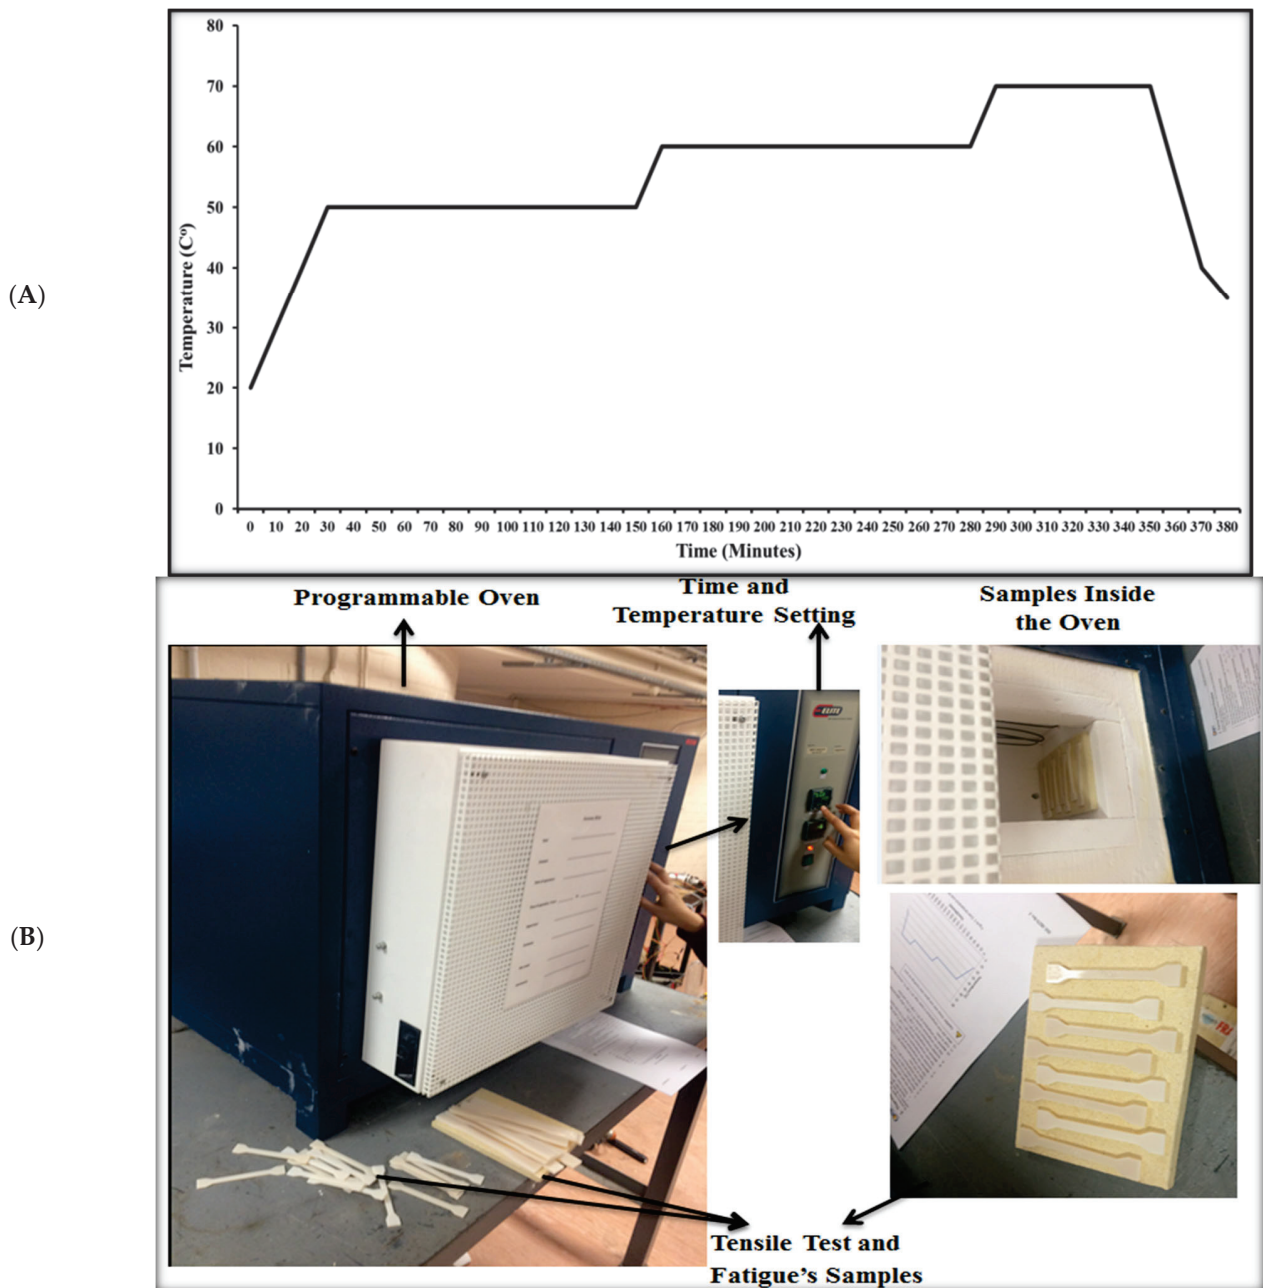 (A)
80
70
60
50
40
30
20
10
0
Temperature (Cº)
0 10 20 30 40 50 60 70 80 90 100 110 120 130 140 150 160 170 180 190 200 210 220 230 240 250 260 270 280 290 300 310 320 330 340 350 360 370 380
Time (Minutes)
(B)
Programmable Oven
Time and
Temperature Setting
Samples Inside
the Oven
ELITE
FRJ
Tensile Test and
Fatigue's Samples